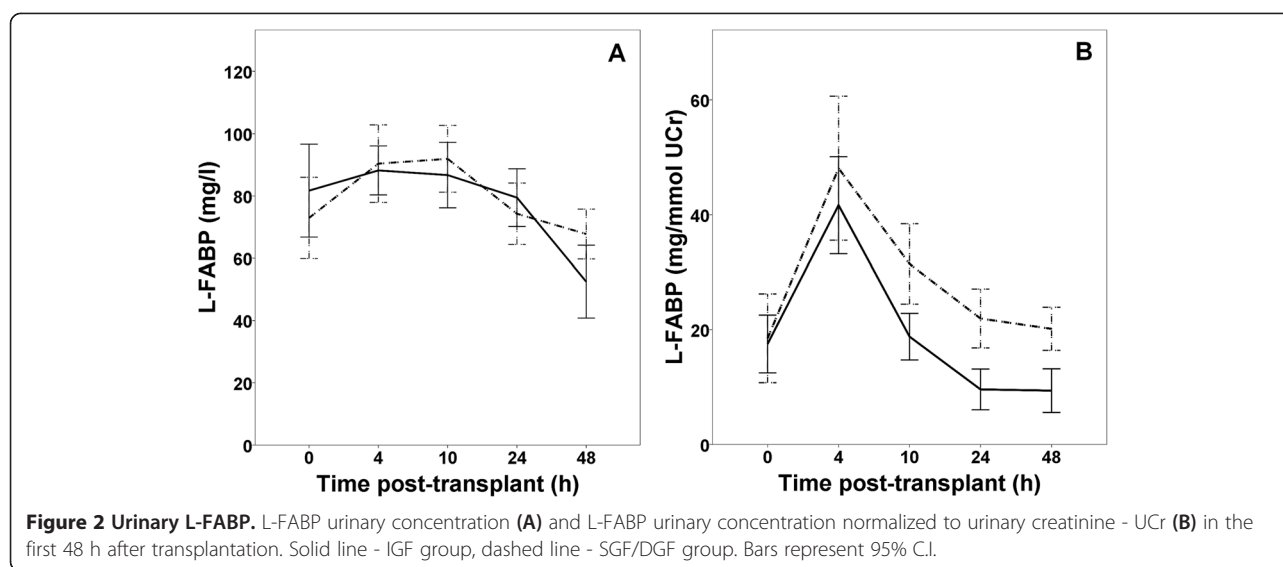 A
120
100
80
60
40
20
0
L-FABP (mg/l)
0 4 10 24 48
Time post-transplant (h)
B
60
40
20
0
L-FABP (mg/mmol UCr)
0 4 10 24 48
Time post-transplant (h)
Figure 2 Urinary L-FABP. L-FABP urinary concentration (A) and L-FABP urinary concentration normalized to urinary creatinine - UCr (B) in the
first 48 h after transplantation. Solid line - IGF group, dashed line - SGF/DGF group. Bars represent 95% C.I.